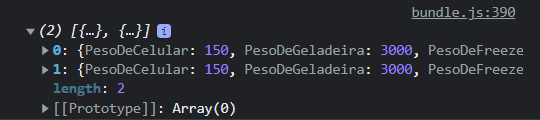 bundle.js:390
(2) [{…}, {…}] i
0: {PesoDeCelular: 150, PesoDeGeladeira: 3000, PesoDeFreeze
1: {PesoDeCelular: 150, PesoDeGeladeira: 3000, PesoDeFreeze
length: 2
[[Prototype]]: Array(0)